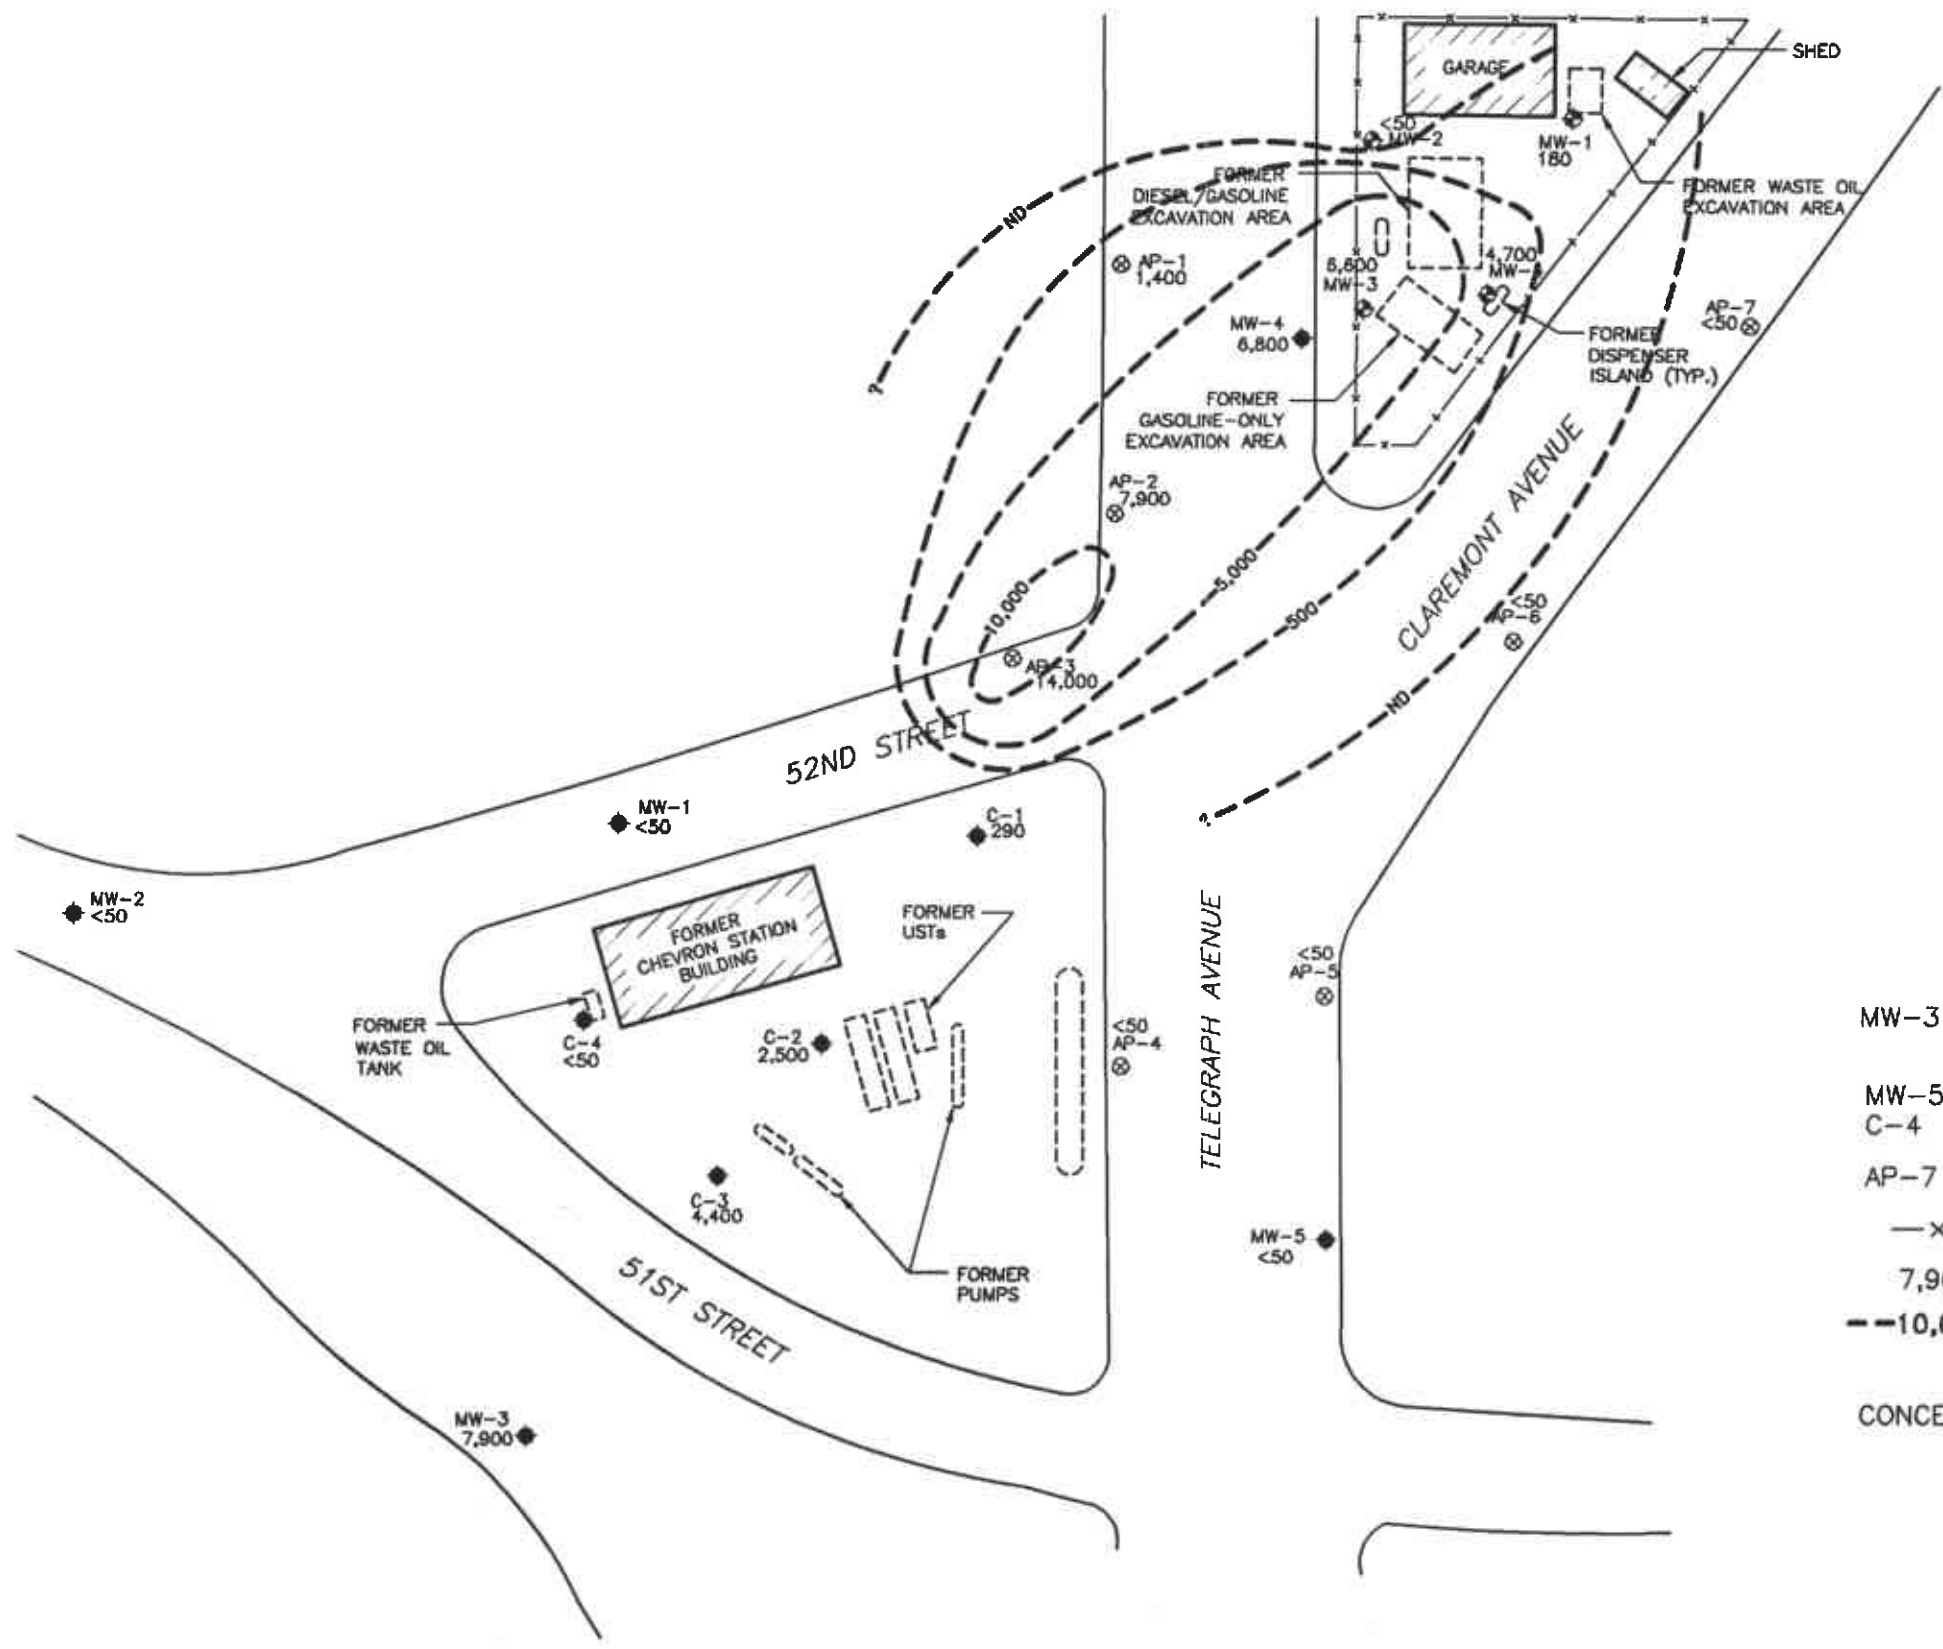 SHED
GARAGE
<50
MW-2
MW-1
180
FORMER
DIESEL/GASOLINE
EXCAVATION AREA
FORMER WASTE OIL
EXCAVATION AREA
ND
AP-1
1,400
4,700
MW-
MW-3
MW-4
6,800
AP-7
<50
FORMER
DISPENSER
ISLAND (TYP.)
?
FORMER
GASOLINE-ONLY
EXCAVATION AREA
AP-2
7,900
CLAREMONT AVENUE
5,000
10,000
500
<50
AP-6
AP-3
14,000
ND
52ND STREET
?
MW-1
<50
C-1
290
MW-2
<50
FORMER
CHEVRON STATION
BUILDING
FORMER
USTs
TELEGRAPH AVENUE
<50
AP-5
FORMER
WASTE OIL
TANK
C-4
<50
C-2
2,500
<50
AP-4
C-3
4,400
MW-5
<50
FORMER
PUMPS
51ST STREET
MW-3
7,900
MW-3
MW-5
C-4
AP-7
—x
7,9
10,
CONCE